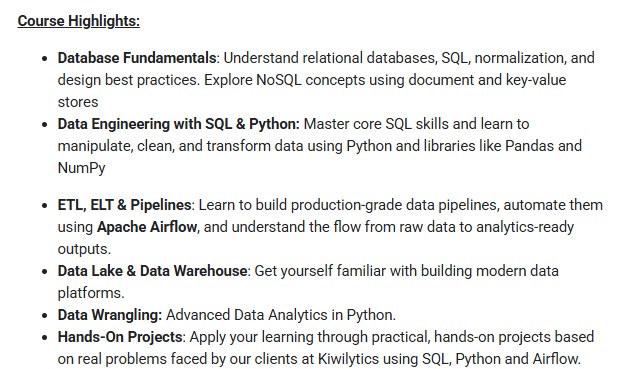 Course Highlights:
• Database Fundamentals: Understand relational databases, SQL, normalization, and
design best practices. Explore NoSQL concepts using document and key-value
stores
• Data Engineering with SQL & Python: Master core SQL skills and learn to
manipulate, clean, and transform data using Python and libraries like Pandas and
NumPy
• ETL, ELT & Pipelines: Learn to build production-grade data pipelines, automate them
using Apache Airflow, and understand the flow from raw data to analytics-ready
outputs.
• Data Lake & Data Warehouse: Get yourself familiar with building modern data
platforms.
• Data Wrangling: Advanced Data Analytics in Python.
• Hands-On Projects: Apply your learning through practical, hands-on projects based
on real problems faced by our clients at Kiwilytics using SQL, Python and Airflow.